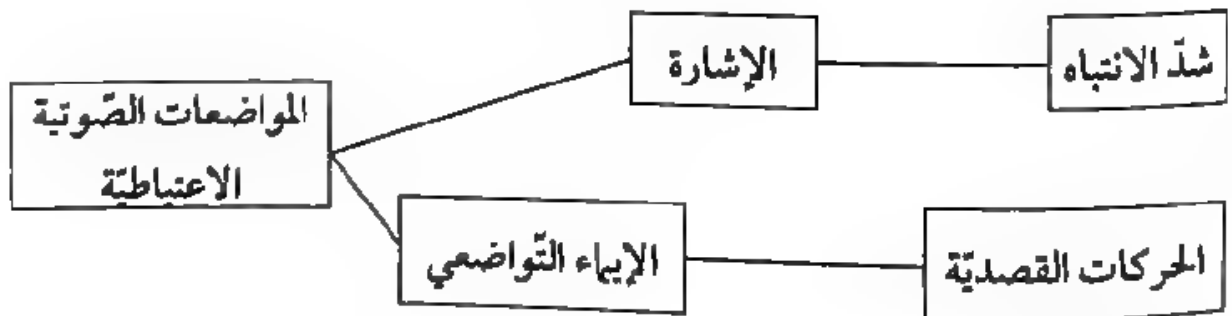 شدّ الانتباه
الإشارة
المواضعات الصّوتية
الاعتباطيّة
الحركات القصديّة
الإيماء التّواضعي